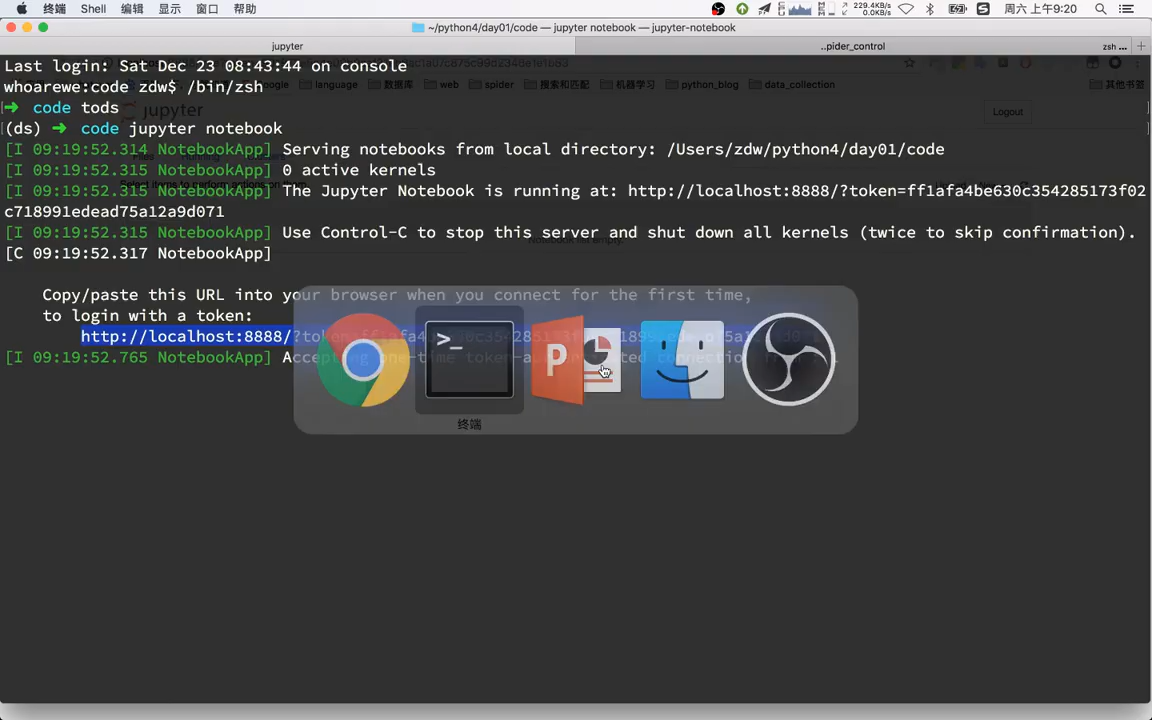 终端 Shell 编辑 显示 窗口 帮助 229.4KB/s 0.0KB/s 周六 上午9:20
~/python4/day01/code — jupyter notebook — jupyter-notebook
jupyter ..pider_control zsh ...
Last login: Sat Dec 23 08:43:44 on console
whoarewe:code zdw$ /bin/zsh
language 数据库 web spider 搜索和匹配 机器学习 python_blog data_collection 其他书签
➜ code tods
jupyter Logout
(ds) ➜ code jupyter notebook
[I 09:19:52.314 NotebookApp] Serving notebooks from local directory: /Users/zdw/python4/day01/code
[I 09:19:52.315 NotebookApp] 0 active kernels
[I 09:19:52.315 NotebookApp] The Jupyter Notebook is running at: http://localhost:8888/?token=ff1afa4be630c354285173f02
c718991edead75a12a9d071
[I 09:19:52.315 NotebookApp] Use Control-C to stop this server and shut down all kernels (twice to skip confirmation).
[C 09:19:52.317 NotebookApp]
Copy/paste this URL into your browser when you connect for the first time,
to login with a token:
http://localhost:8888/?token=
[I 09:19:52.765 NotebookApp] Accepting one-time token-authenticated connection
终端